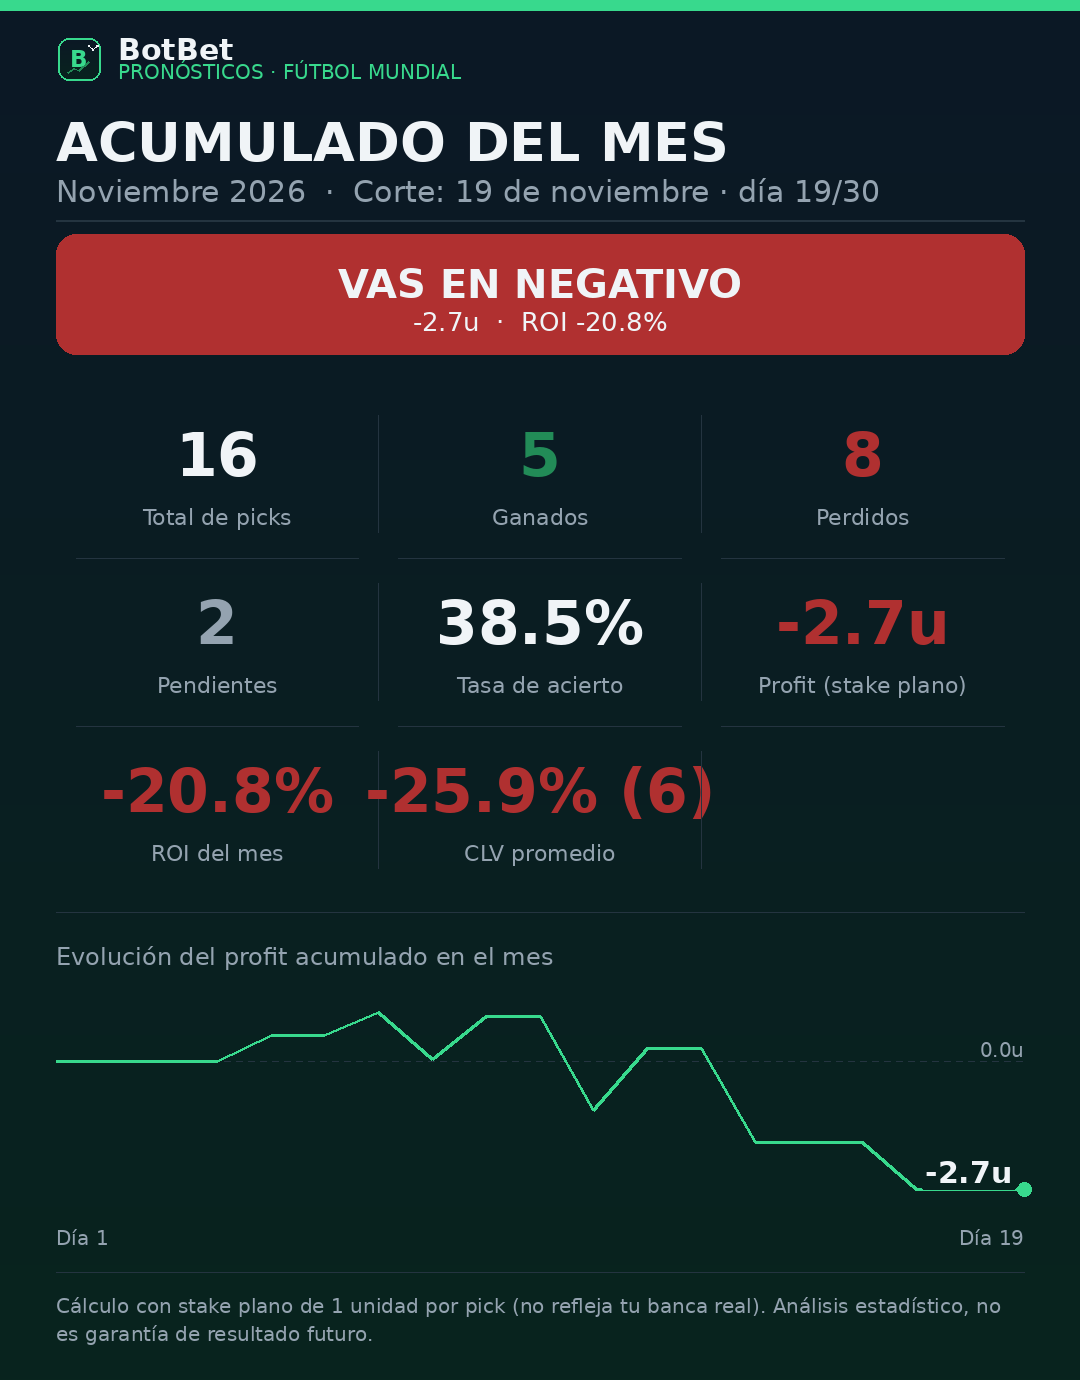 B
BotBet
PRONÓSTICOS · FÚTBOL MUNDIAL
ACUMULADO DEL MES
Noviembre 2026 · Corte: 19 de noviembre · día 19/30
VAS EN NEGATIVO
-2.7u · ROI -20.8%
16
Total de picks
5
Ganados
8
Perdidos
2
Pendientes
38.5%
Tasa de acierto
-2.7u
Profit (stake plano)
-20.8%
ROI del mes
-25.9% (6)
CLV promedio
Evolución del profit acumulado en el mes
0.0u
-2.7u
Día 1
Día 19
Cálculo con stake plano de 1 unidad por pick (no refleja tu banca real). Análisis estadístico, no
es garantía de resultado futuro.